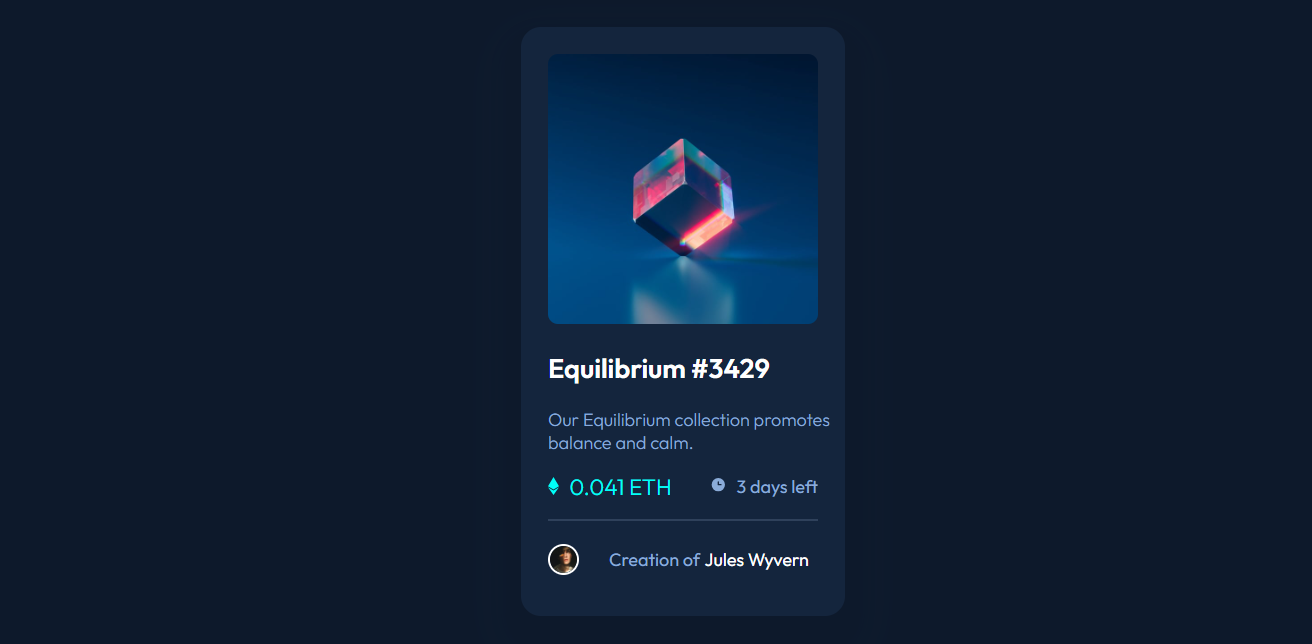 Equilibrium #3429
Our Equilibrium collection promotes
balance and calm.
0.041 ETH 3 days left
Creation of Jules Wyvern